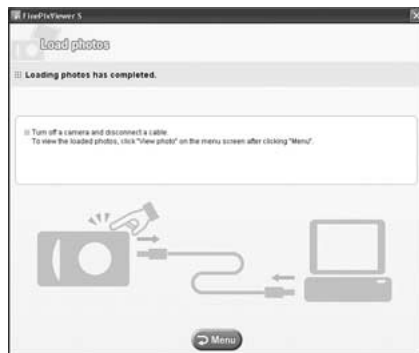 FinePixViewer S
Load photos
Loading photos has completed.
Turn off a camera and disconnect a cable.
To view the loaded photos, click "View photo" on the menu screen after clicking "Menu".
Menu